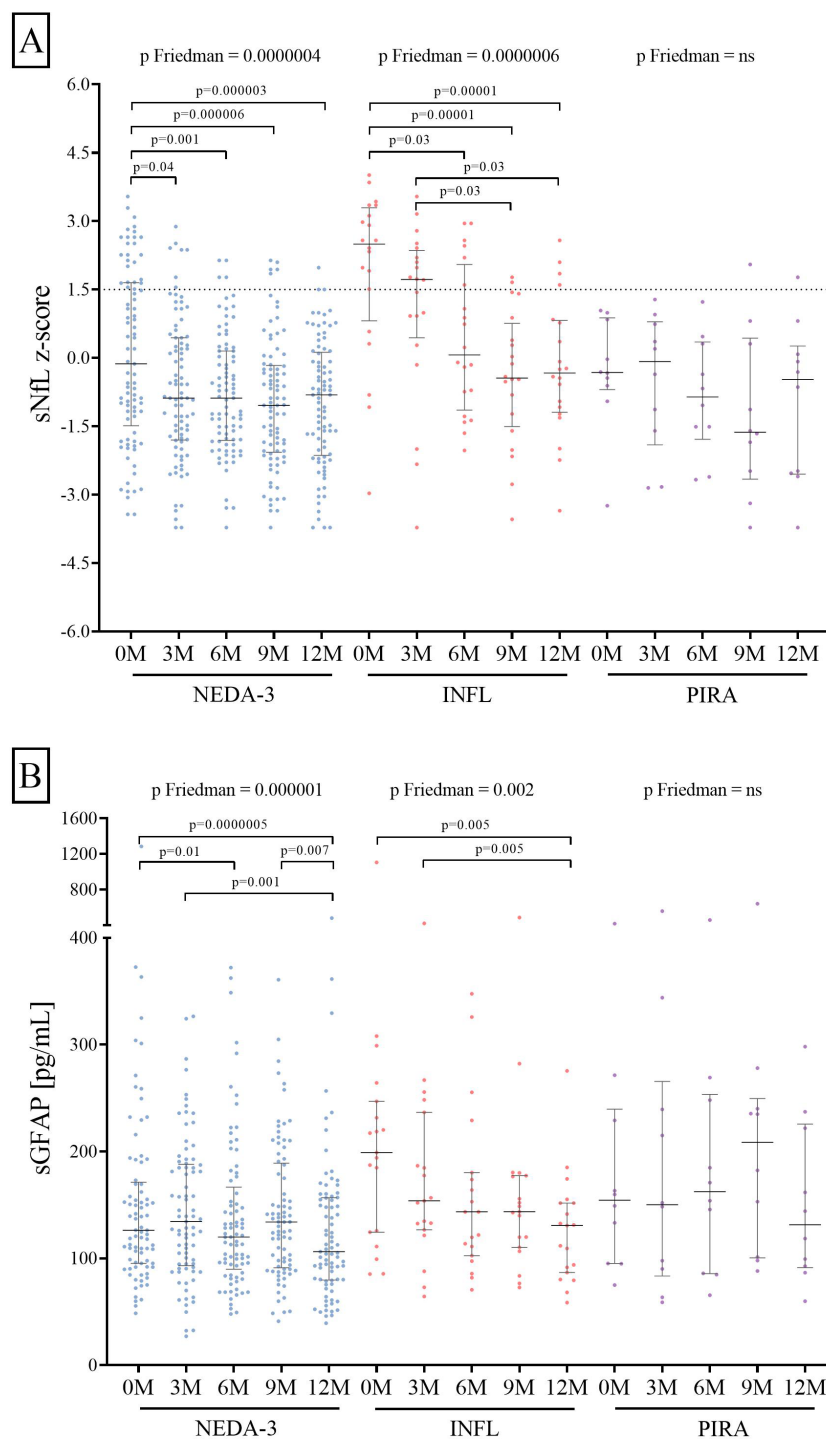 A
p Friedman = 0.0000004 p Friedman = 0.0000006 p Friedman = ns
6.0
p=0.000003 p=0.00001
p=0.000006 p=0.00001
4.5
p=0.001 p=0.03
p=0.04 p=0.03
p=0.03
3.0
1.5
0.0
-1.5
-3.0
-4.5
-6.0
sNfL z-score
0M 3M 6M 9M 12M 0M 3M 6M 9M 12M 0M 3M 6M 9M 12M
NEDA-3 INFL PIRA
B
p Friedman = 0.000001 p Friedman = 0.002 p Friedman = ns
1600
p=0.0000005 p=0.005
1200
p=0.01 p=0.007 p=0.005
800
p=0.001
400
300
200
100
0
sGFAP [pg/mL]
0M 3M 6M 9M 12M 0M 3M 6M 9M 12M 0M 3M 6M 9M 12M
NEDA-3 INFL PIRA